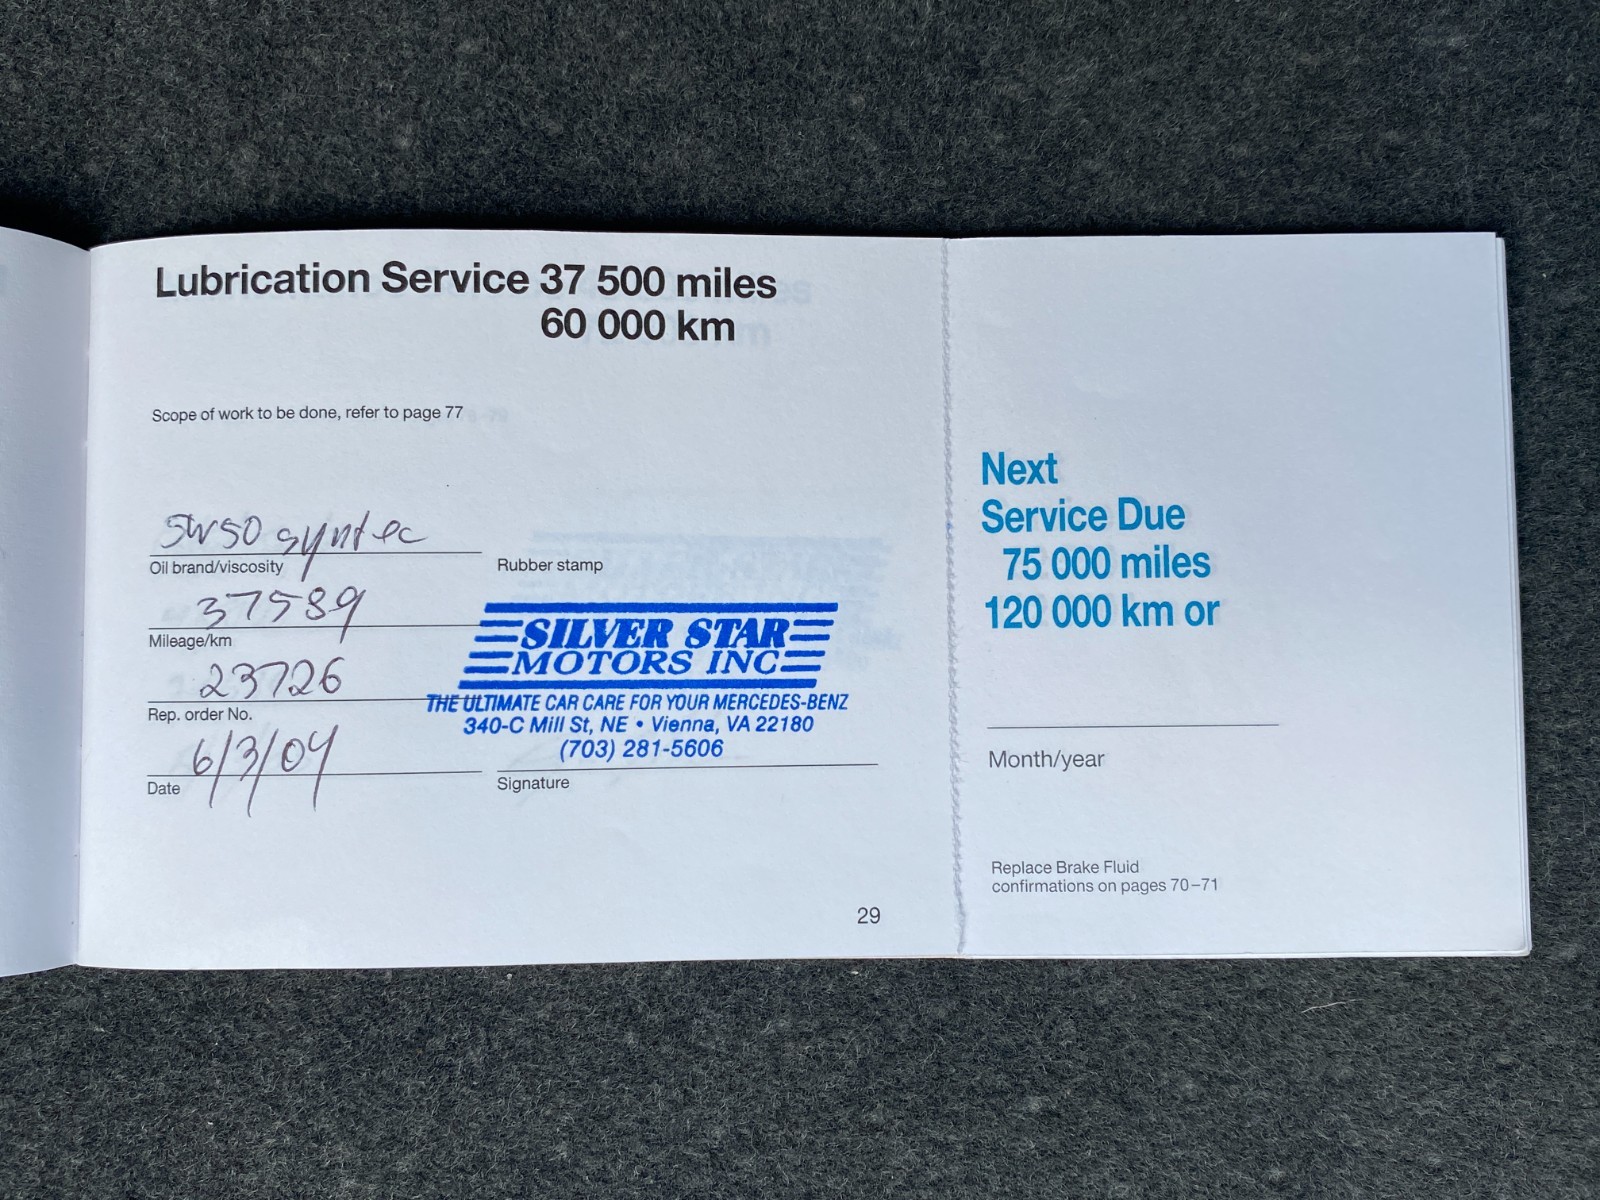 Lubrication Service 37 500 miles
60 000 km
Scope of work to be done, refer to page 77
5W50 syntec
Oil brand/viscosity
37589
Mileage/km
23726
Rep. order No.
6/3/04
Date
Rubber stamp
SILVER STAR
MOTORS INC
THE ULTIMATE CAR CARE FOR YOUR MERCEDES-BENZ
340-C Mill St, NE • Vienna, VA 22180
(703) 281-5606
Signature
29
Next
Service Due
75 000 miles
120 000 km or
Month/year
Replace Brake Fluid
confirmations on pages 70–71